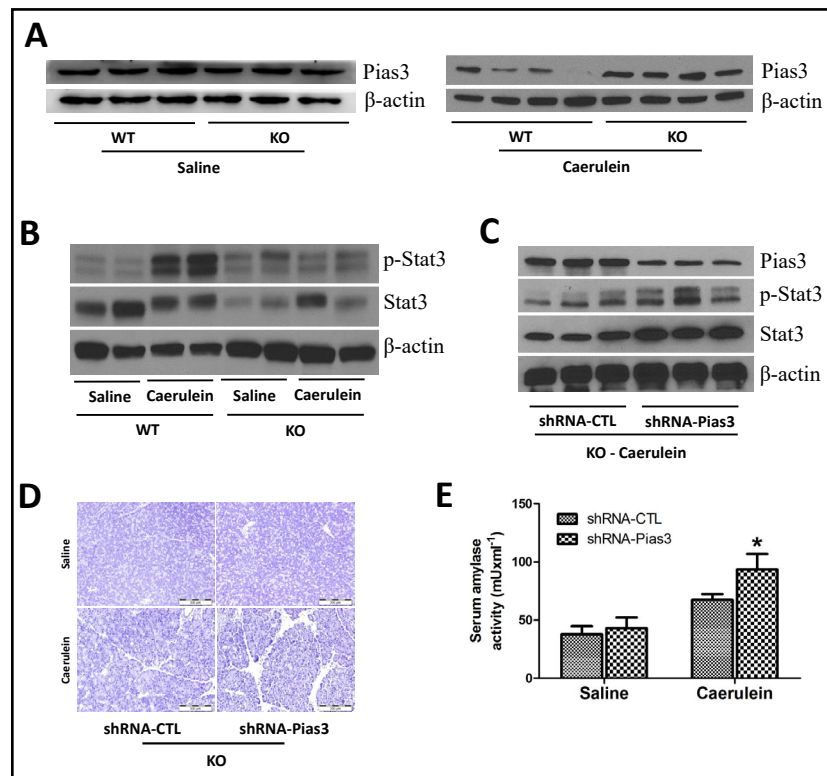 A
Pias3
β-actin
WT
KO
Saline
Pias3
β-actin
WT
KO
Caerulein
B
p-Stat3
Stat3
β-actin
Saline Caerulein Saline Caerulein
WT
KO
C
Pias3
p-Stat3
Stat3
β-actin
shRNA-CTL shRNA-Pias3
KO - Caerulein
D
Saline
Caerulein
shRNA-CTL shRNA-Pias3
KO
E
Serum amylase
activity (mUxml-1)
150
100
50
0
shRNA-CTL
shRNA-Pias3
*
Saline Caerulein